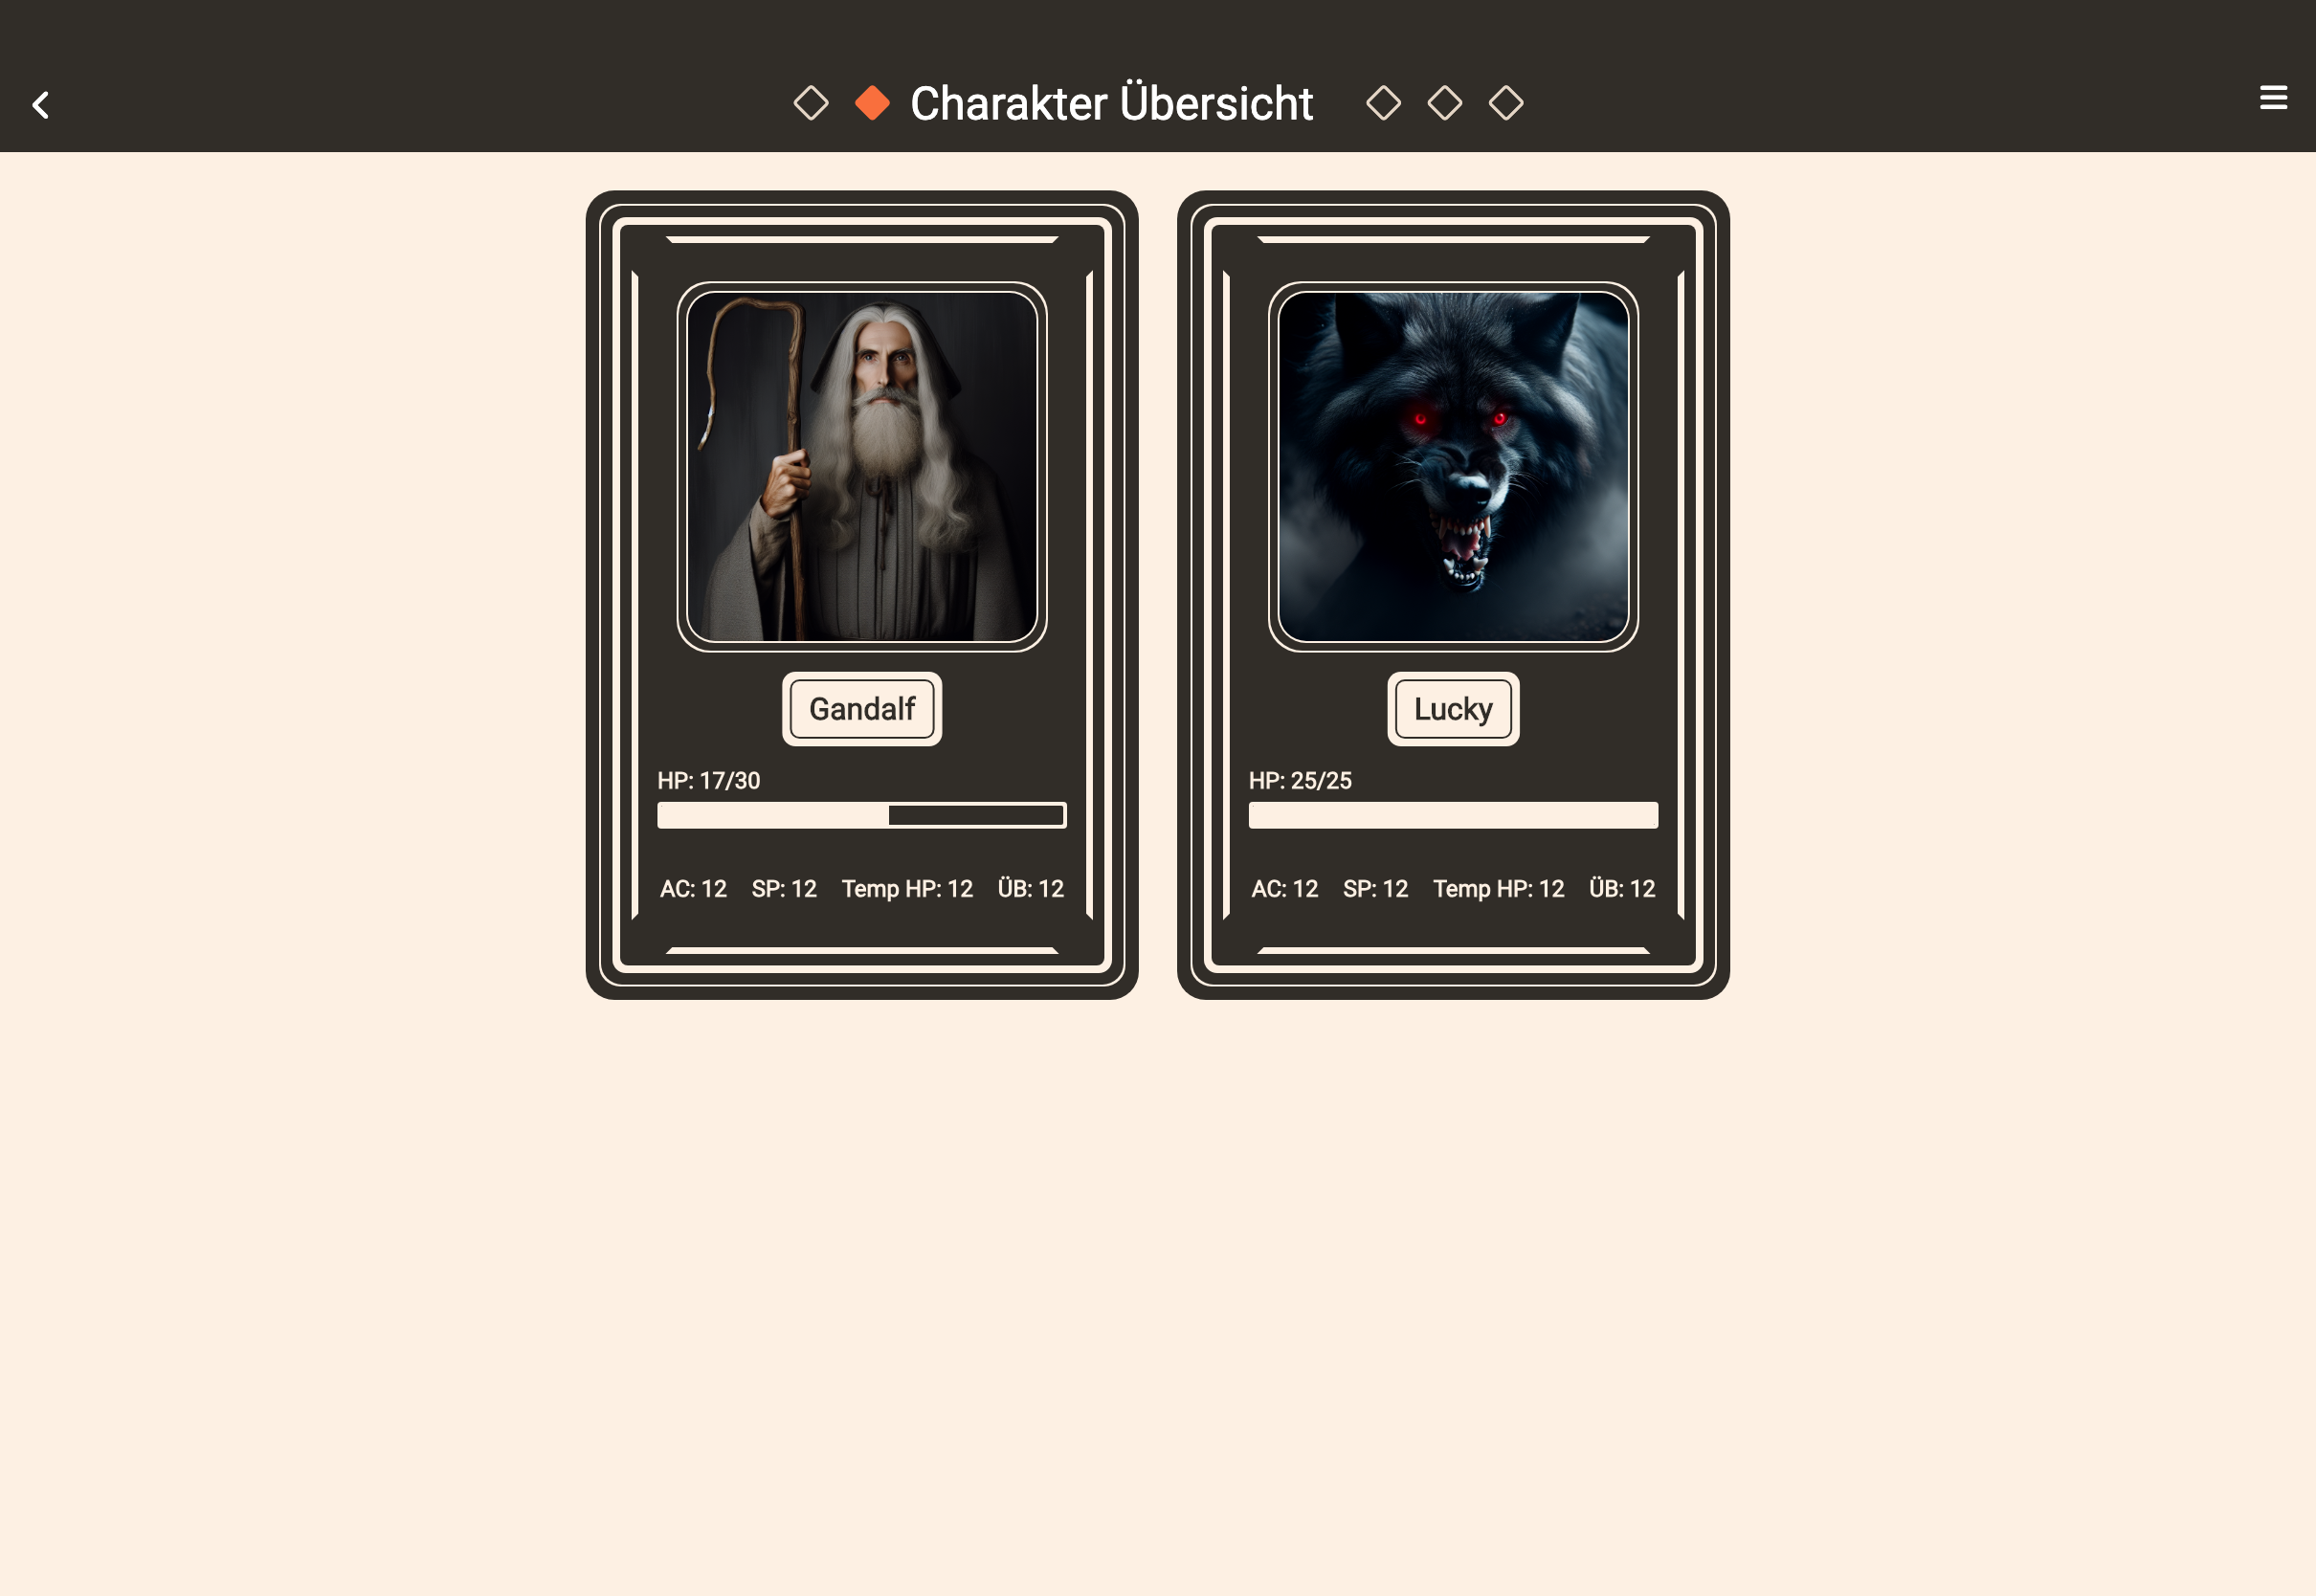 Charakter Übersicht
Gandalf
HP: 17/30
AC: 12 SP: 12 Temp HP: 12 ÜB: 12
Lucky
HP: 25/25
AC: 12 SP: 12 Temp HP: 12 ÜB: 12